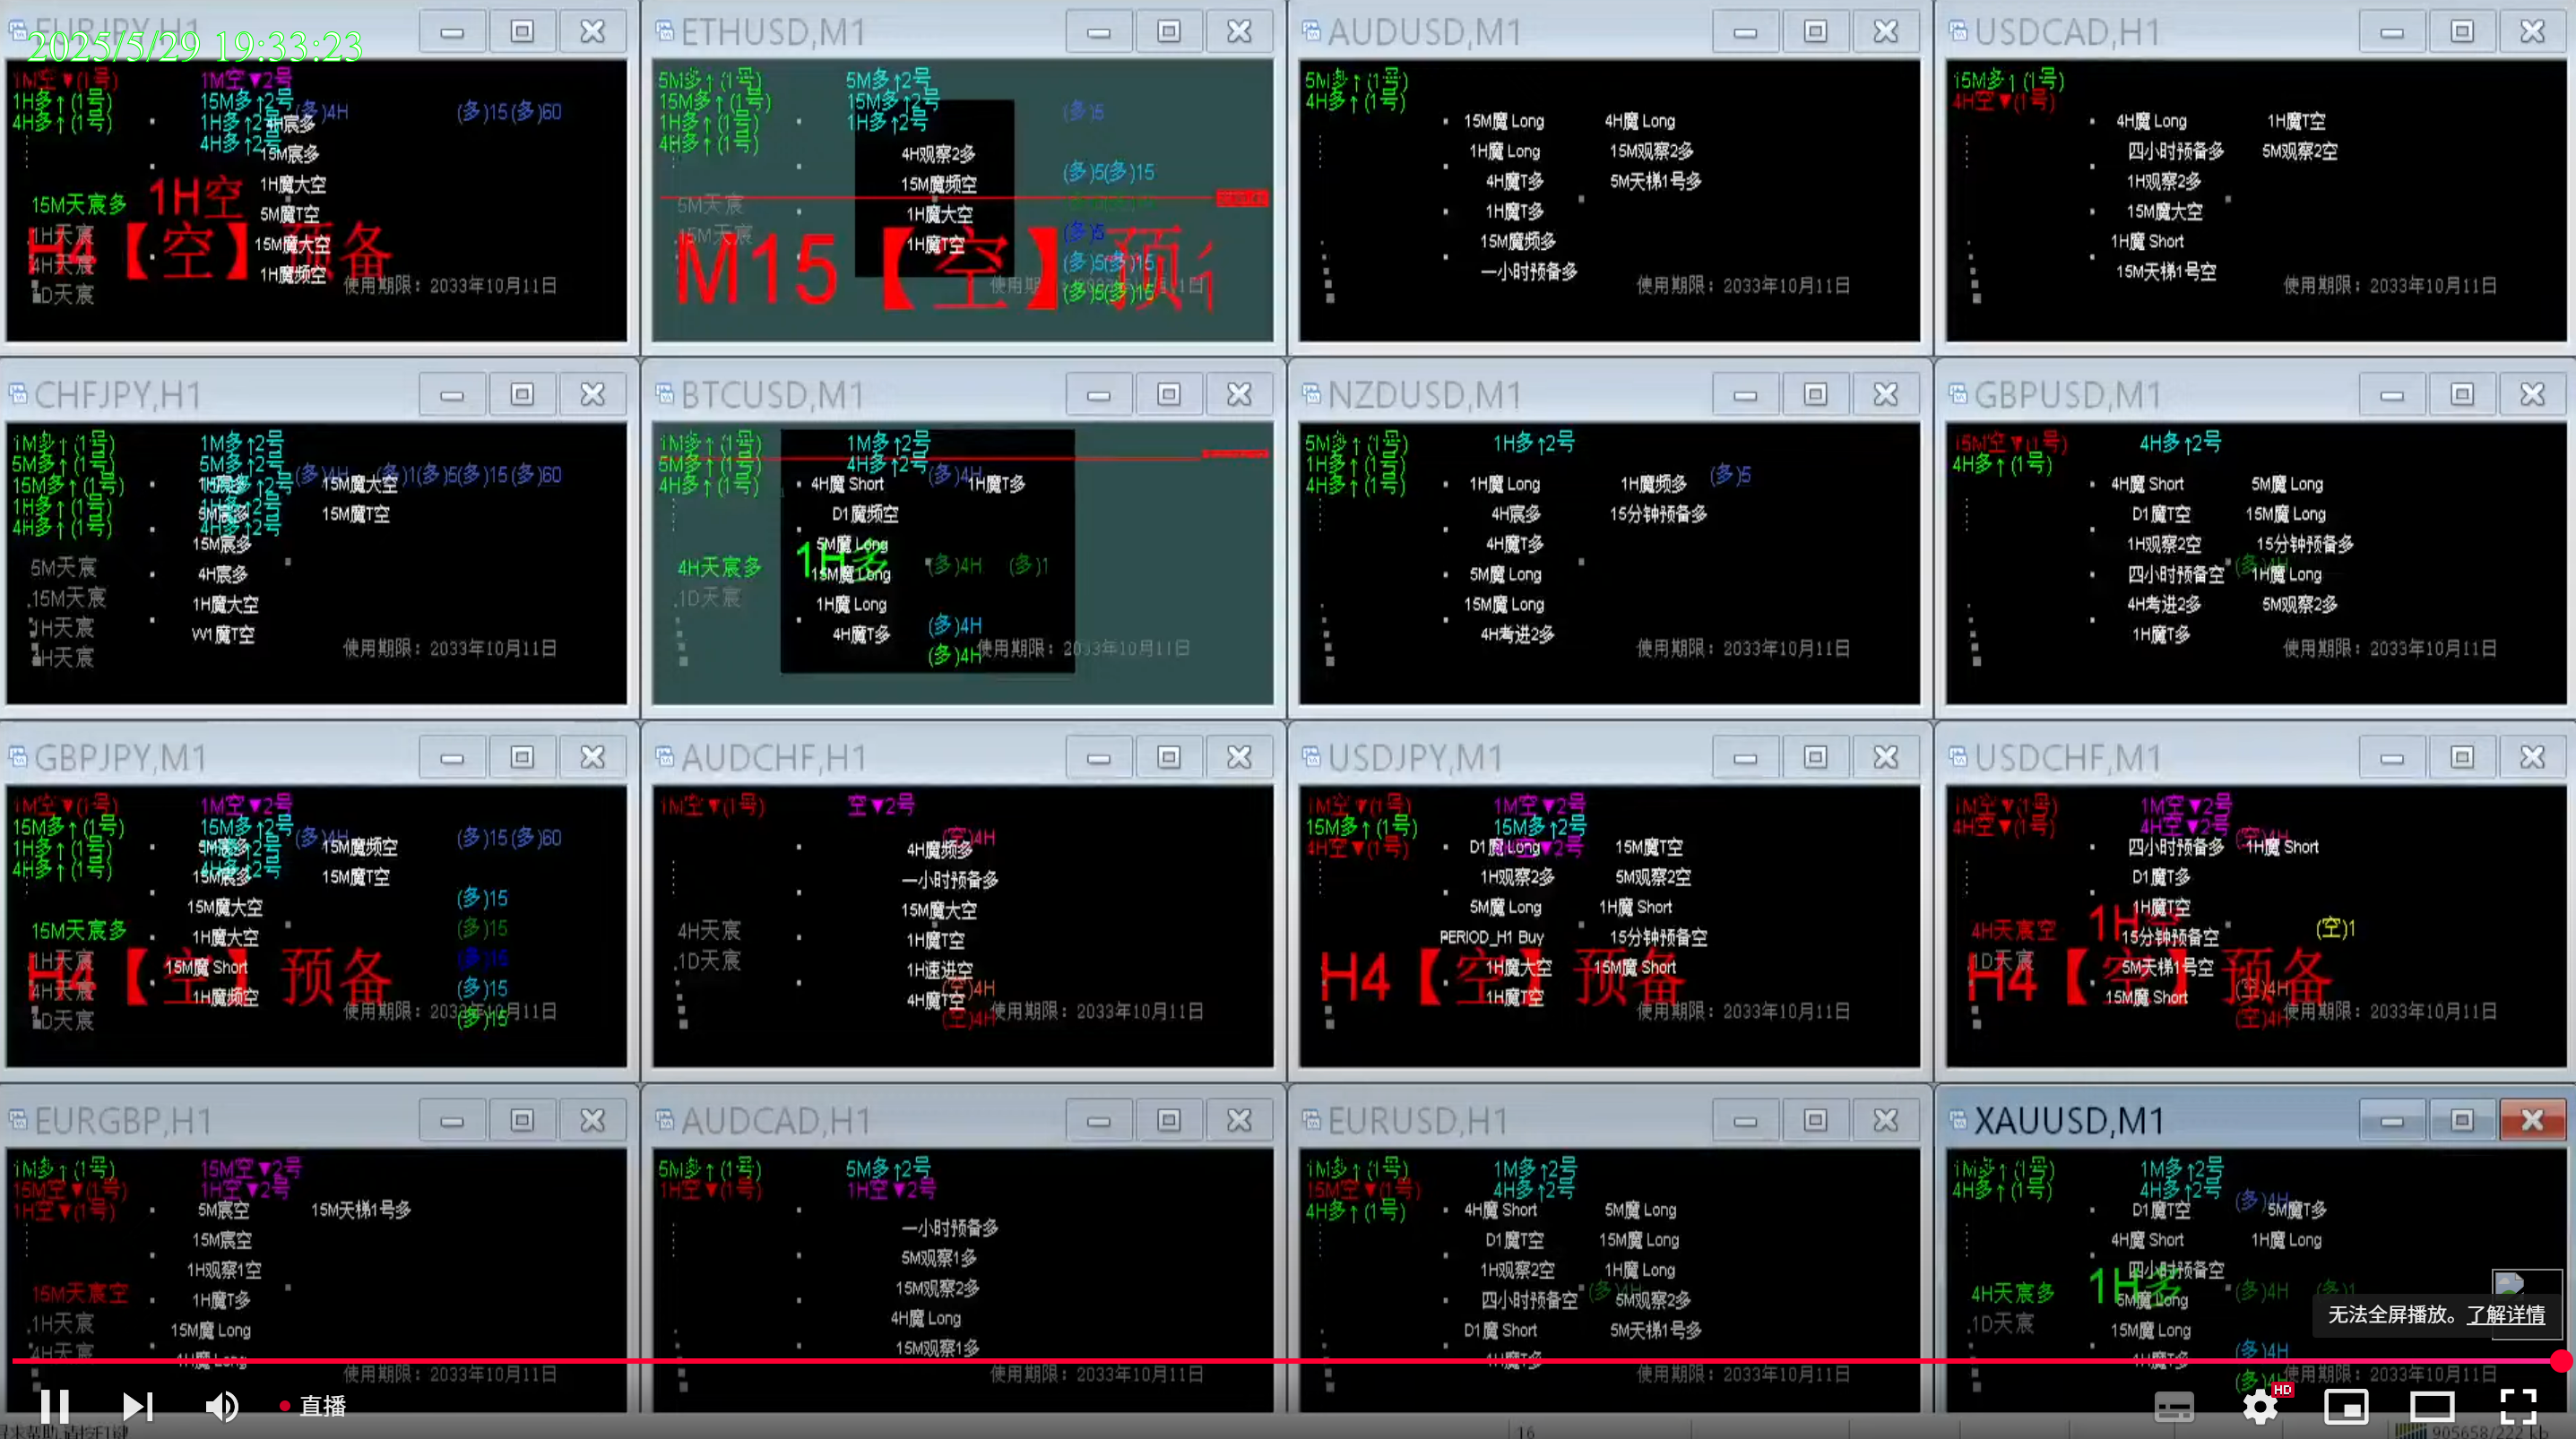 EURJPY,H1
2025/5/29 19:33:23
1M空▼(1号) 1M空▼2号
1H多↑(1号) 15M多↑2号 (多)4H (多)15(多)60
4H多↑(1号) 1H多↑2号 4H宸多
4H多↑2号 15M宸多
1H魔大空
15M天宸多 1H空 5M魔T空
1H天宸 15M魔大空
4H天宸 1H魔频空
H4【空】预备
D天宸 使用期限：2033年10月11日
ETHUSD,M1
5M多↑(1号) 5M多↑2号
15M多↑(1号) 15M多↑2号 (多)5
1H多↑(1号) 1H多↑2号
4H多↑(1号) 4H观察2多
15M魔频空 (多)5(多)15
5M天宸 1H魔大空
.15M天宸 1H魔T空 (多)5
M15【空】
(多)5(多)15
(多)5(多)15
AUDUSD,M1
5M多↑(1号)
4H多↑(1号)
15M魔 Long 4H魔 Long
1H魔 Long 15M观察2多
4H魔T多 5M天梯1号多
1H魔T多
15M魔频多
一小时预备多
使用期限：2033年10月11日
USDCAD,H1
15M多↑(1号)
4H空▼(1号)
4H魔 Long 1H魔T空
四小时预备多 5M观察2空
1H观察2多
15M魔大空
1H魔 Short
15M天梯1号空
使用期限：2033年10月11日
CHFJPY,H1
1M多↑(1号) 1M多↑2号
5M多↑(1号) 5M多↑2号 (多)4H (多)1(多)5(多)15(多)60
15M多↑(1号) 15M魔大空
1H多↑(1号) 15M魔T空
4H多↑(1号) 4H多↑2号
15M宸多
5M天宸 4H宸多
.15M天宸 1H魔大空
1H天宸 W1魔T空
H天宸 使用期限：2033年10月11日
BTCUSD,M1
1M多↑(1号) 1M多↑2号
5M多↑(1号) 4H多↑2号 (多)4H
4H多↑(1号) 4H魔 Short 1H魔T多
D1魔频空
5M魔 Long
4H天宸多 1H多 (多)4H (多)1
15M魔 Long
.1D天宸 1H魔 Long
(多)4H
4H魔T多
(多)4H 使用期限：2033年10月11日
NZDUSD,M1
5M多↑(1号) 1H多↑2号
1H多↑(1号) (多)5
4H多↑(1号) 1H魔 Long 1H魔频多
4H宸多 15分钟预备多
4H魔T多
5M魔 Long
15M魔 Long
4H考进2多
使用期限：2033年10月11日
GBPUSD,M1
15M空▼(1号) 4H多↑2号
4H多↑(1号)
4H魔 Short 5M魔 Long
D1魔T空 15M魔 Long
1H观察2空 15分钟预备多
四小时预备空 1H魔 Long
4H考进2多 5M观察2多
1H魔T多
使用期限：2033年10月11日
GBPJPY,M1
1M空▼(1号) 1M空▼2号
15M多↑(1号) 15M多↑2号 (多)4H (多)15(多)60
1H多↑(1号) 5M宸多 15M魔频空
4H多↑(1号) 15M宸多 15M魔T空
15M魔大空 (多)15
15M天宸多 1H魔大空 (多)15
1H天宸 15M魔 Short (多)15
H4【空】预备
4H天宸 1H魔频空 (多)15
D天宸 (多)15 使用期限：2033年10月11日
AUDCHF,H1
1M空▼(1号) 空▼2号
(空)4H
4H魔频多
一小时预备多
15M魔大空
4H天宸 1H魔T空
.1D天宸 1H速进空
(空)4H
4H魔T空
(空)4H 使用期限：2033年10月11日
USDJPY,M1
1M空▼(1号) 1M空▼2号
15M多↑(1号) 15M多↑2号
4H空▼(1号) D1魔 Long 15M魔T空
1H观察2多 5M观察2空
5M魔 Long 1H魔 Short
PERIOD_H1 Buy 15分钟预备空
1H魔大空 15M魔 Short
H4【空】预备
1H魔T空
使用期限：2033年10月11日
USDCHF,M1
1M空▼(1号) 1M空▼2号
4H空▼(1号) 4H空▼2号 (空)4H
四小时预备多 1H魔 Short
D1魔T多
1H魔T空
4H天宸空 1H空 (空)1
15分钟预备空
.1D天宸 5M天梯1号空
H4【空】预备
15M魔 Short (空)4H
(空)4H 使用期限：2033年10月11日
EURGBP,H1
1M多↑(1号) 15M空▼2号
15M空▼(1号) 1H空▼2号
1H空▼(1号) 5M宸空 15M天梯1号多
15M宸空
1H观察1空
15M天宸空 1H魔T多
.1H天宸 15M魔 Long
4H天宸 4H魔 Long
使用期限：2033年10月11日
AUDCAD,H1
5M多↑(1号) 5M多↑2号
1H空▼(1号) 1H空▼2号
一小时预备多
5M观察1多
15M观察2多
4H魔 Long
15M观察1多
使用期限：2033年10月11日
EURUSD,H1
1M多↑(1号) 1M多↑2号
15M空▼(1号) 4H多↑2号
4H多↑(1号) 4H魔 Short 5M魔 Long
D1魔T空 15M魔 Long
1H观察2空 1H魔 Long
四小时预备空 5M观察2多
D1魔 Short 5M天梯1号多
使用期限：2033年10月11日
XAUUSD,M1
1M多↑(1号) 1M多↑2号
4H多↑(1号) 4H多↑2号 (多)4H
D1魔T空 5M魔T多
4H魔 Short 1H魔 Long
四小时预备空
4H天宸多 1H多 (多)4H (多)1
5M魔 Long
.1D天宸 15M魔 Long
(多)4H
(多)4H 使用期限：2033年10月11日
无法全屏播放。了解详情
直播
HD
16
905658/222 kb